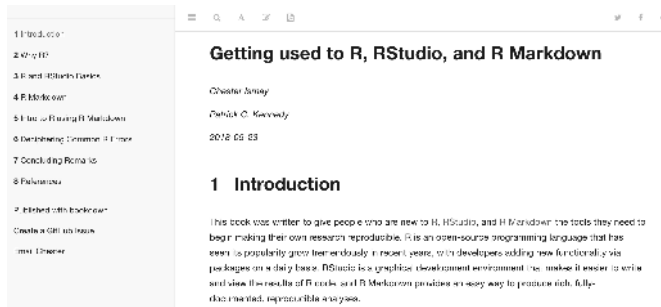 1 Introduction
2 Why R?
3 R and RStudio Basics
4 R Markdown
5 Intro to R using R Markdown
6 Deciphering Common R Errors
7 Concluding Remarks
8 References
Published with bookdown
Create a GitHub Issue
Email Chester
Getting used to R, RStudio, and R Markdown
Chester Ismay
Patrick C. Kennedy
1 Introduction
This book was written to give people who are new to R, RStudio, and R Markdown the tools they need to
begin making their own research reproducible. R is an open-source programming language that has
seen its popularity grow tremendously in recent years, with developers adding new functionality via
packages on a daily basis. RStudio is a graphical development environment that makes it easier to write
and view the results of R code, and R Markdown provides an easy way to produce rich, fully-
documented, reproducible analyses.